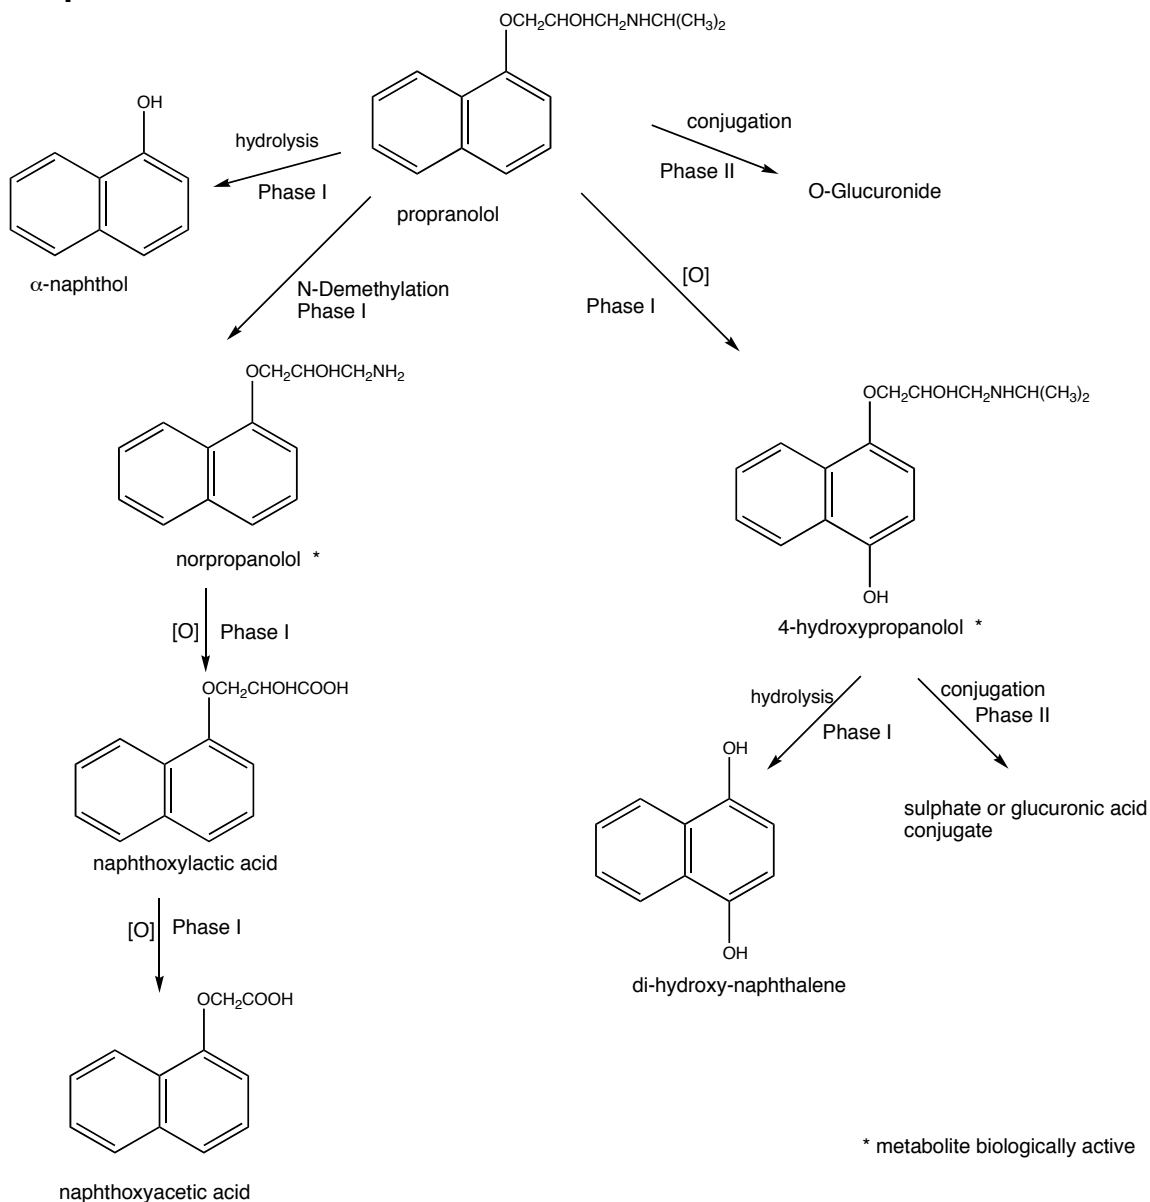 OCH2CHOHCH2NHCH(CH3)2
OH
hydrolysis
Phase I
conjugation
Phase II
O-Glucuronide
propranolol
α-naphthol
N-Demethylation
Phase I
[O]
Phase I
OCH2CHOHCH2NH2
OCH2CHOHCH2NHCH(CH3)2
norpropanolol *
OH
4-hydroxypropanolol *
[O] Phase I
OCH2CHOHCOOH
hydrolysis
Phase I
conjugation
Phase II
OH
sulphate or glucuronic acid
conjugate
naphthoxylactic acid
[O] Phase I
OH
di-hydroxy-naphthalene
OCH2COOH
* metabolite biologically active
naphthoxyacetic acid